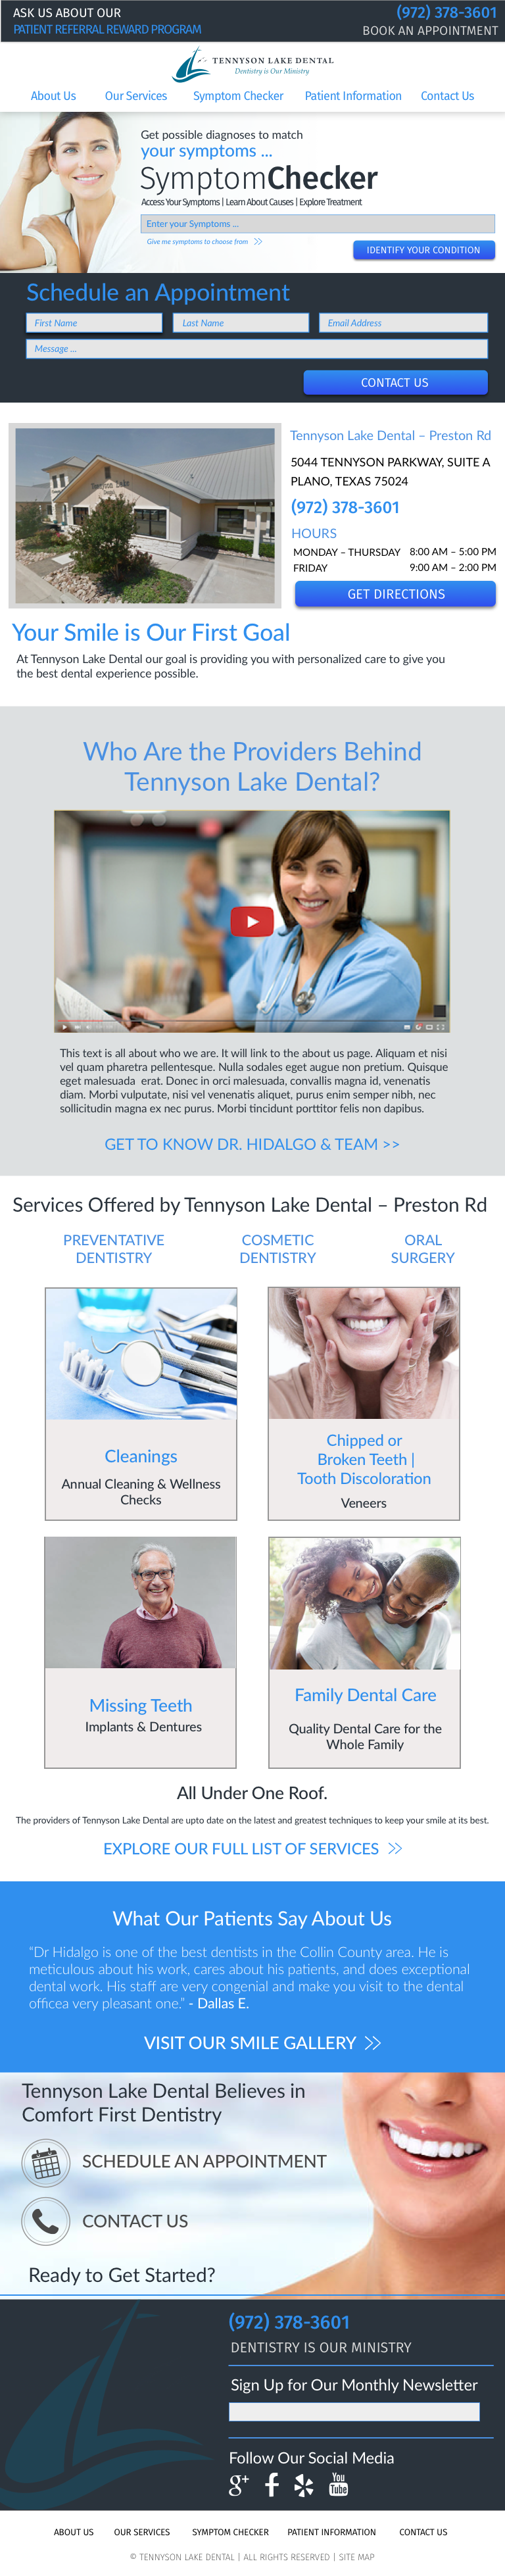 ASK US ABOUT OUR
PATIENT REFERRAL REWARD PROGRAM
(972) 378-3601
BOOK AN APPOINTMENT
TENNYSON LAKE DENTAL
Dentistry is Our Ministry
About Us Our Services Symptom Checker Patient Information Contact Us
Get possible diagnoses to match
your symptoms ...
SymptomChecker
Access Your Symptoms | Learn About Causes | Explore Treatment
Enter your Symptoms ...
Give me symptoms to choose from >>
IDENTIFY YOUR CONDITION
Schedule an Appointment
First Name Last Name Email Address
Message ...
CONTACT US
Tennyson Lake Dental – Preston Rd
5044 TENNYSON PARKWAY, SUITE A
PLANO, TEXAS 75024
(972) 378-3601
HOURS
MONDAY – THURSDAY 8:00 AM – 5:00 PM
FRIDAY 9:00 AM – 2:00 PM
GET DIRECTIONS
Tennyson Lake
Your Smile is Our First Goal
At Tennyson Lake Dental our goal is providing you with personalized care to give you
the best dental experience possible.
Who Are the Providers Behind
Tennyson Lake Dental?
This text is all about who we are. It will link to the about us page. Aliquam et nisi
vel quam pharetra pellentesque. Nulla sodales eget augue non pretium. Quisque
eget malesuada erat. Donec in orci malesuada, convallis magna id, venenatis
diam. Morbi vulputate, nisi vel venenatis aliquet, purus enim semper nibh, nec
sollicitudin magna ex nec purus. Morbi tincidunt porttitor felis non dapibus.
GET TO KNOW DR. HIDALGO & TEAM >>
Services Offered by Tennyson Lake Dental – Preston Rd
PREVENTATIVE
DENTISTRY
COSMETIC
DENTISTRY
ORAL
SURGERY
Cleanings
Annual Cleaning & Wellness
Checks
Chipped or
Broken Teeth |
Tooth Discoloration
Veneers
Missing Teeth
Implants & Dentures
Family Dental Care
Quality Dental Care for the
Whole Family
All Under One Roof.
The providers of Tennyson Lake Dental are upto date on the latest and greatest techniques to keep your smile at its best.
EXPLORE OUR FULL LIST OF SERVICES >>
What Our Patients Say About Us
“Dr Hidalgo is one of the best dentists in the Collin County area. He is
meticulous about his work, cares about his patients, and does exceptional
dental work. His staff are very congenial and make you visit to the dental
officea very pleasant one.” - Dallas E.
VISIT OUR SMILE GALLERY >>
Tennyson Lake Dental Believes in
Comfort First Dentistry
SCHEDULE AN APPOINTMENT
CONTACT US
Ready to Get Started?
(972) 378-3601
DENTISTRY IS OUR MINISTRY
Sign Up for Our Monthly Newsletter
Follow Our Social Media
g+ f You Tube
ABOUT US OUR SERVICES SYMPTOM CHECKER PATIENT INFORMATION CONTACT US
© TENNYSON LAKE DENTAL | ALL RIGHTS RESERVED | SITE MAP